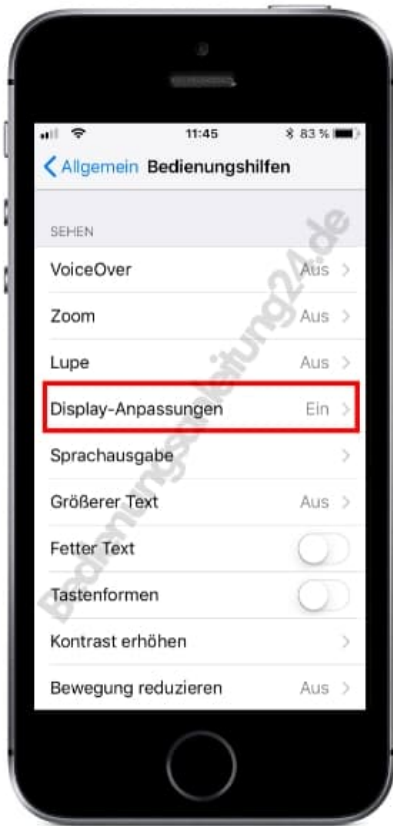 11:45
83 %
Allgemein Bedienungshilfen
SEHEN
VoiceOver Aus
Zoom Aus
Lupe Aus
Display-Anpassungen Ein
Sprachausgabe
Größerer Text Aus
Fetter Text
Tastenformen
Kontrast erhöhen
Bewegung reduzieren Aus
Bedienungsanleitung24.de